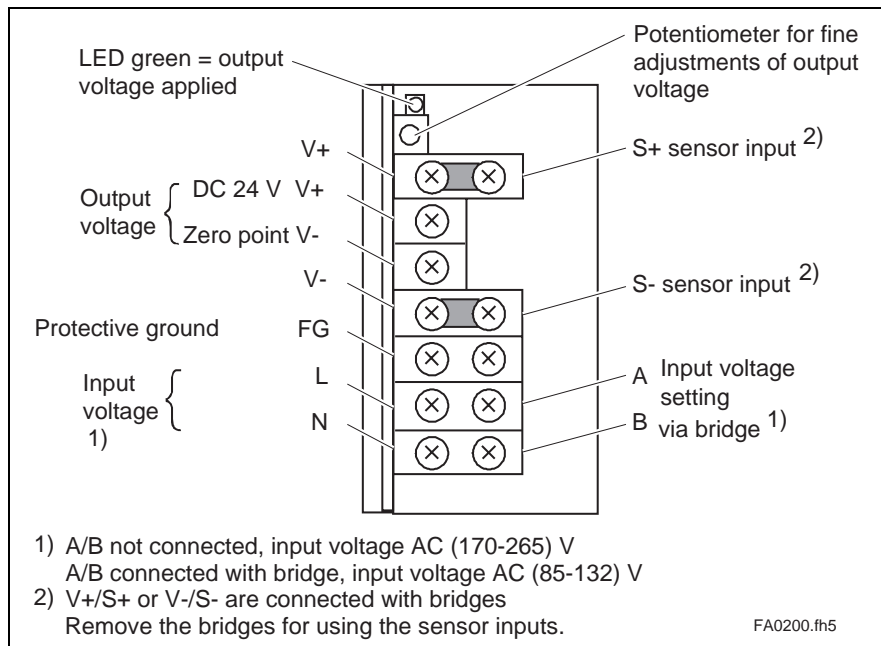 LED green = output
voltage applied
Potentiometer for fine
adjustments of output
voltage
V+
S+ sensor input 2)
Output
voltage
DC 24 V V+
Zero point V-
V-
S- sensor input 2)
Protective ground
FG
Input
voltage
1)
L
N
A
B
Input voltage
setting
via bridge 1)
1) A/B not connected, input voltage AC (170-265) V
A/B connected with bridge, input voltage AC (85-132) V
2) V+/S+ or V-/S- are connected with bridges
Remove the bridges for using the sensor inputs.
FA0200.fh5